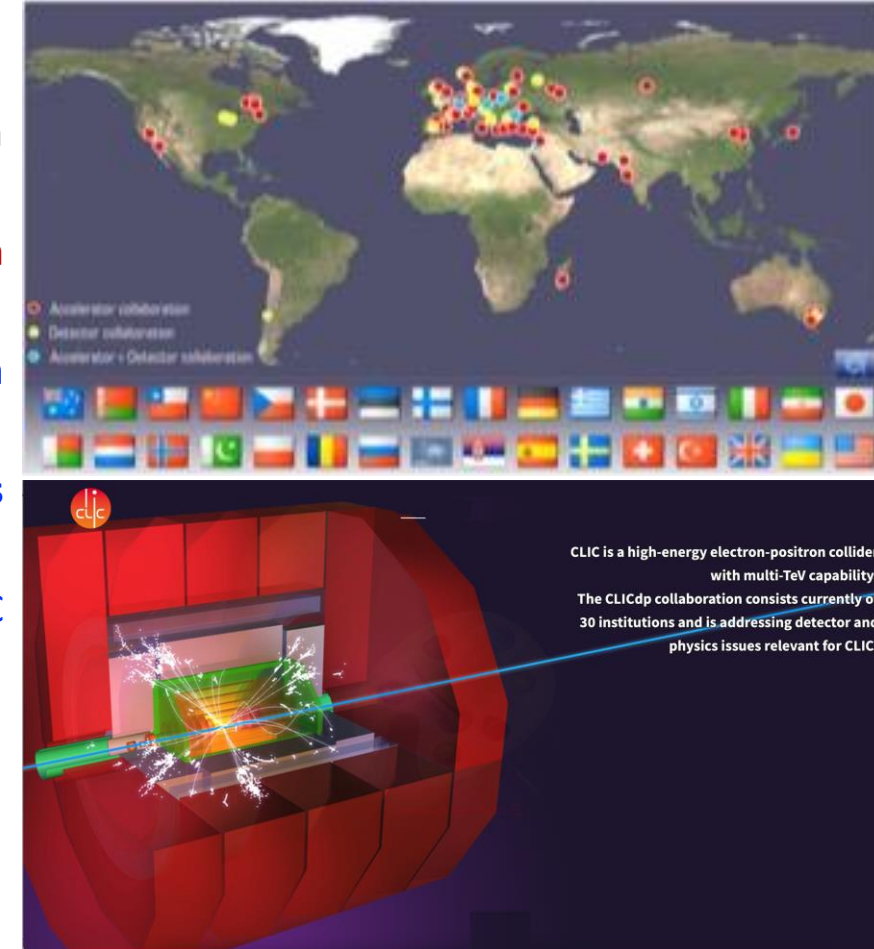 Accelerator collaboration
Detector collaboration
Accelerator + Detector collaboration
clic
CLIC is a high-energy electron-positron collider
with multi-TeV capability
The CLICdp collaboration consists currently o
30 institutions and is addressing detector and
physics issues relevant for CLIC